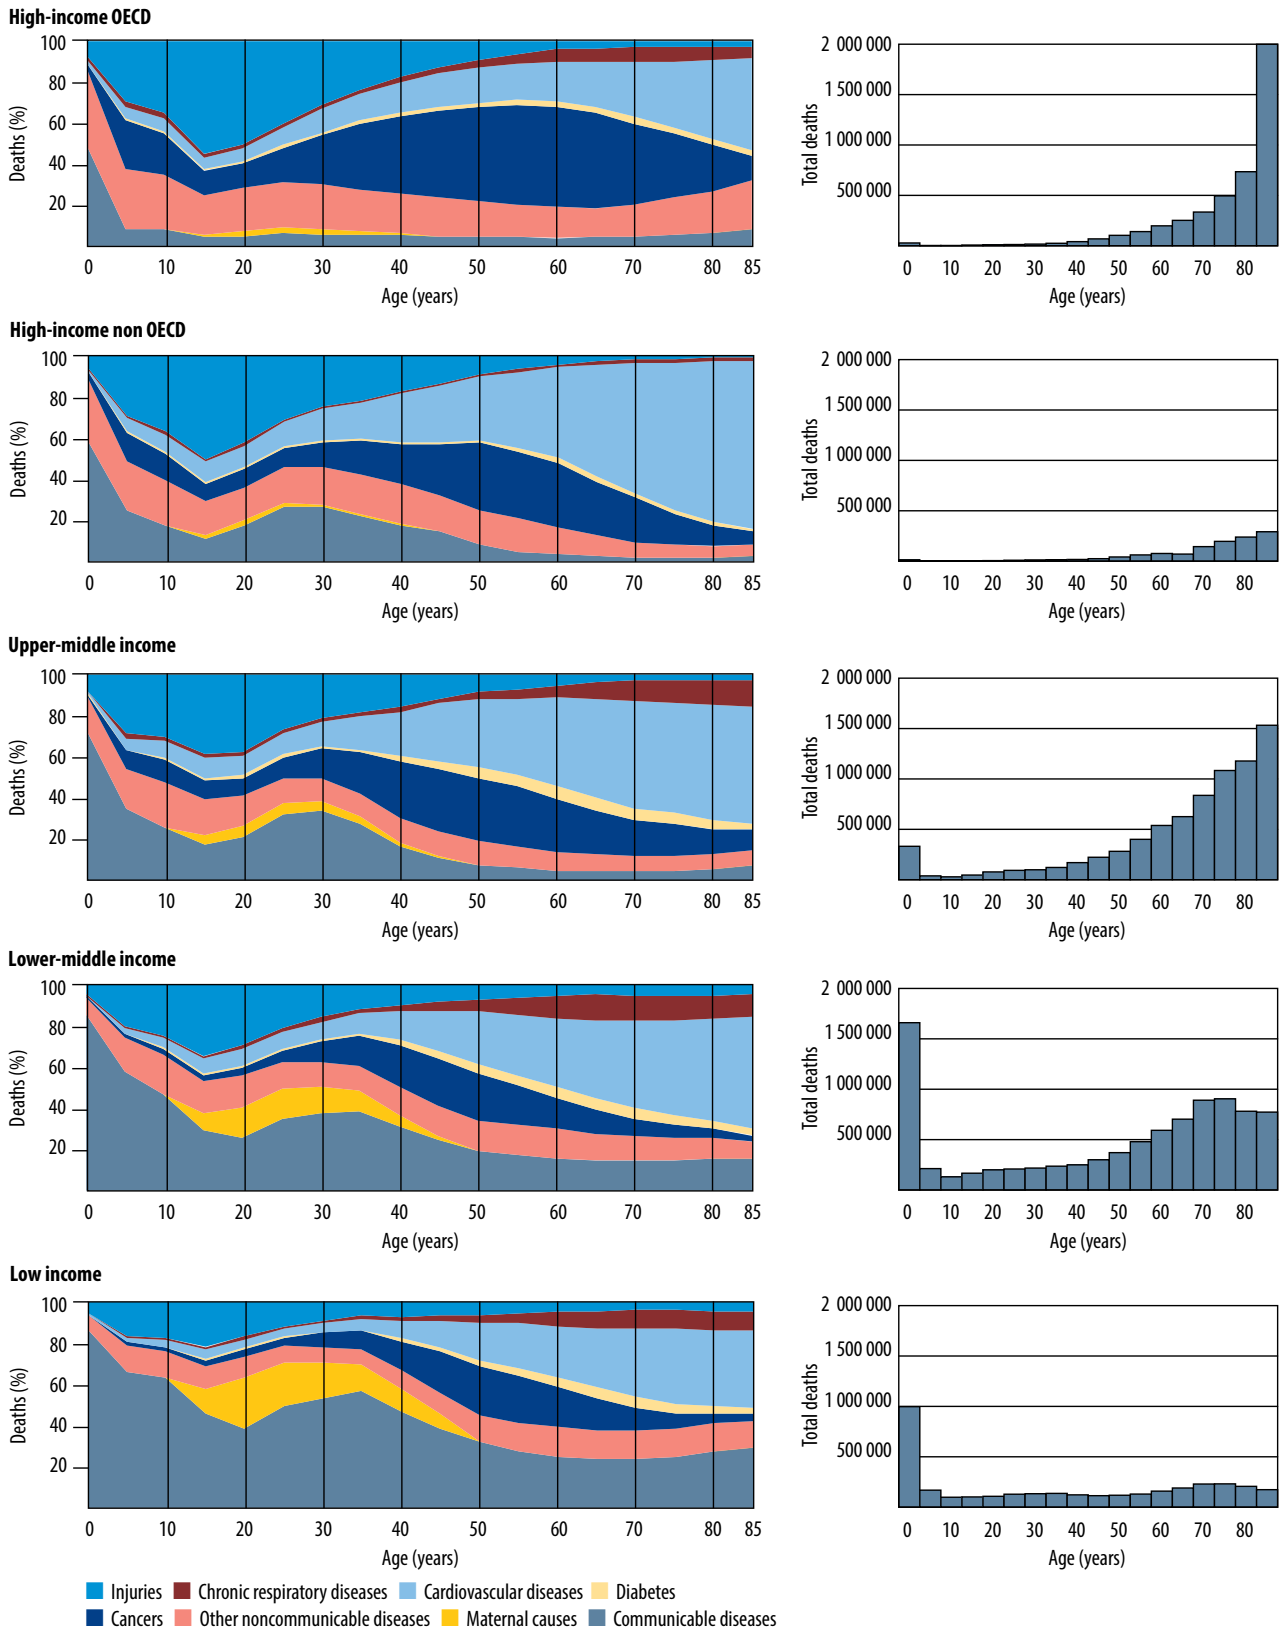 High-income OECD
100
80
60
40
20
Deaths (%)
0 10 20 30 40 50 60 70 80 85
Age (years)
2 000 000
1 500 000
1 000 000
500 000
Total deaths
0 10 20 30 40 50 60 70 80
Age (years)
High-income non OECD
100
80
60
40
20
Deaths (%)
0 10 20 30 40 50 60 70 80 85
Age (years)
2 000 000
1 500 000
1 000 000
500 000
Total deaths
0 10 20 30 40 50 60 70 80
Age (years)
Upper-middle income
100
80
60
40
20
Deaths (%)
0 10 20 30 40 50 60 70 80 85
Age (years)
2 000 000
1 500 000
1 000 000
500 000
Total deaths
0 10 20 30 40 50 60 70 80
Age (years)
Lower-middle income
100
80
60
40
20
Deaths (%)
0 10 20 30 40 50 60 70 80 85
Age (years)
2 000 000
1 500 000
1 000 000
500 000
Total deaths
0 10 20 30 40 50 60 70 80
Age (years)
Low income
100
80
60
40
20
Deaths (%)
0 10 20 30 40 50 60 70 80 85
Age (years)
2 000 000
1 500 000
1 000 000
500 000
Total deaths
0 10 20 30 40 50 60 70 80
Age (years)
Injuries Chronic respiratory diseases Cardiovascular diseases Diabetes
Cancers Other noncommunicable diseases Maternal causes Communicable diseases